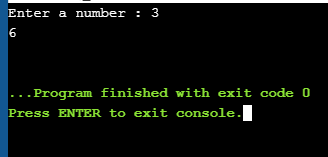 Enter a number : 3
6
...Program finished with exit code 0
Press ENTER to exit console.